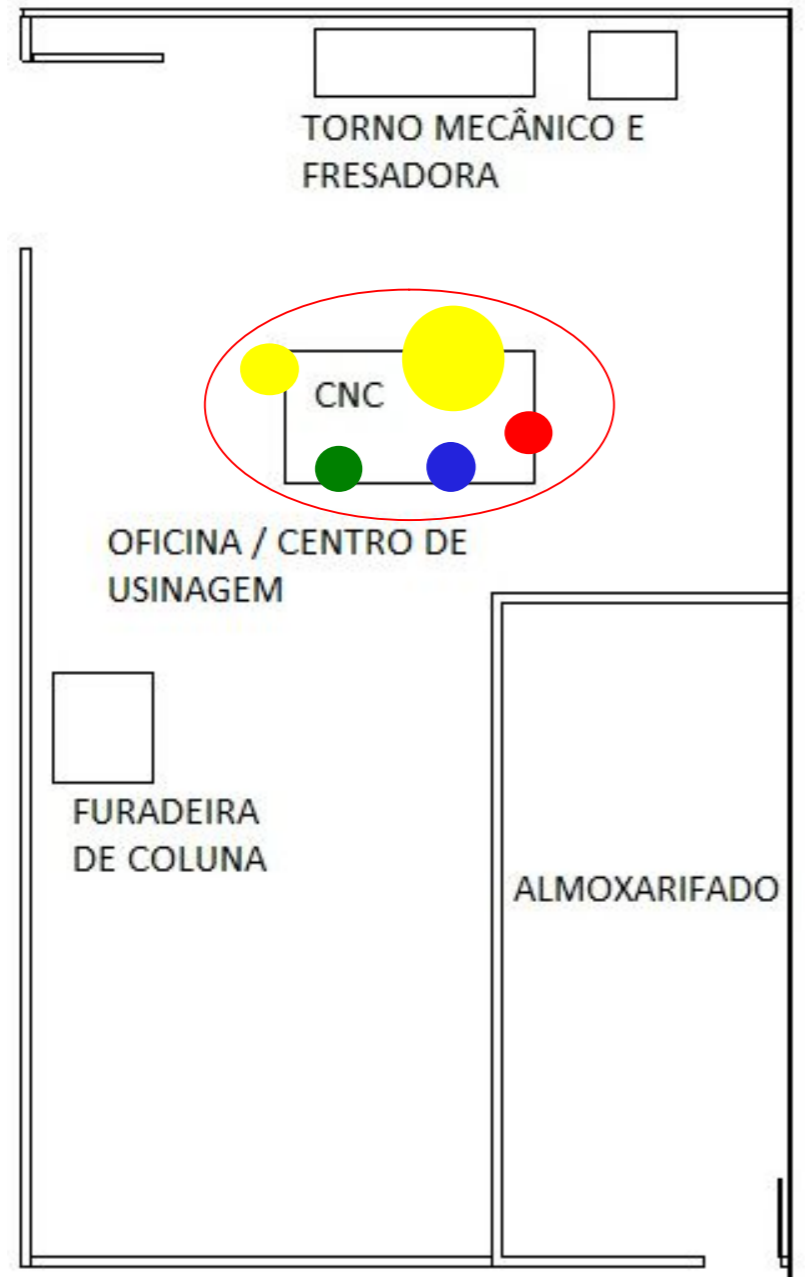 TORNO MECÂNICO E
FRESADORA
CNC
OFICINA / CENTRO DE
USINAGEM
FURADEIRA
DE COLUNA
ALMOXARIFADO